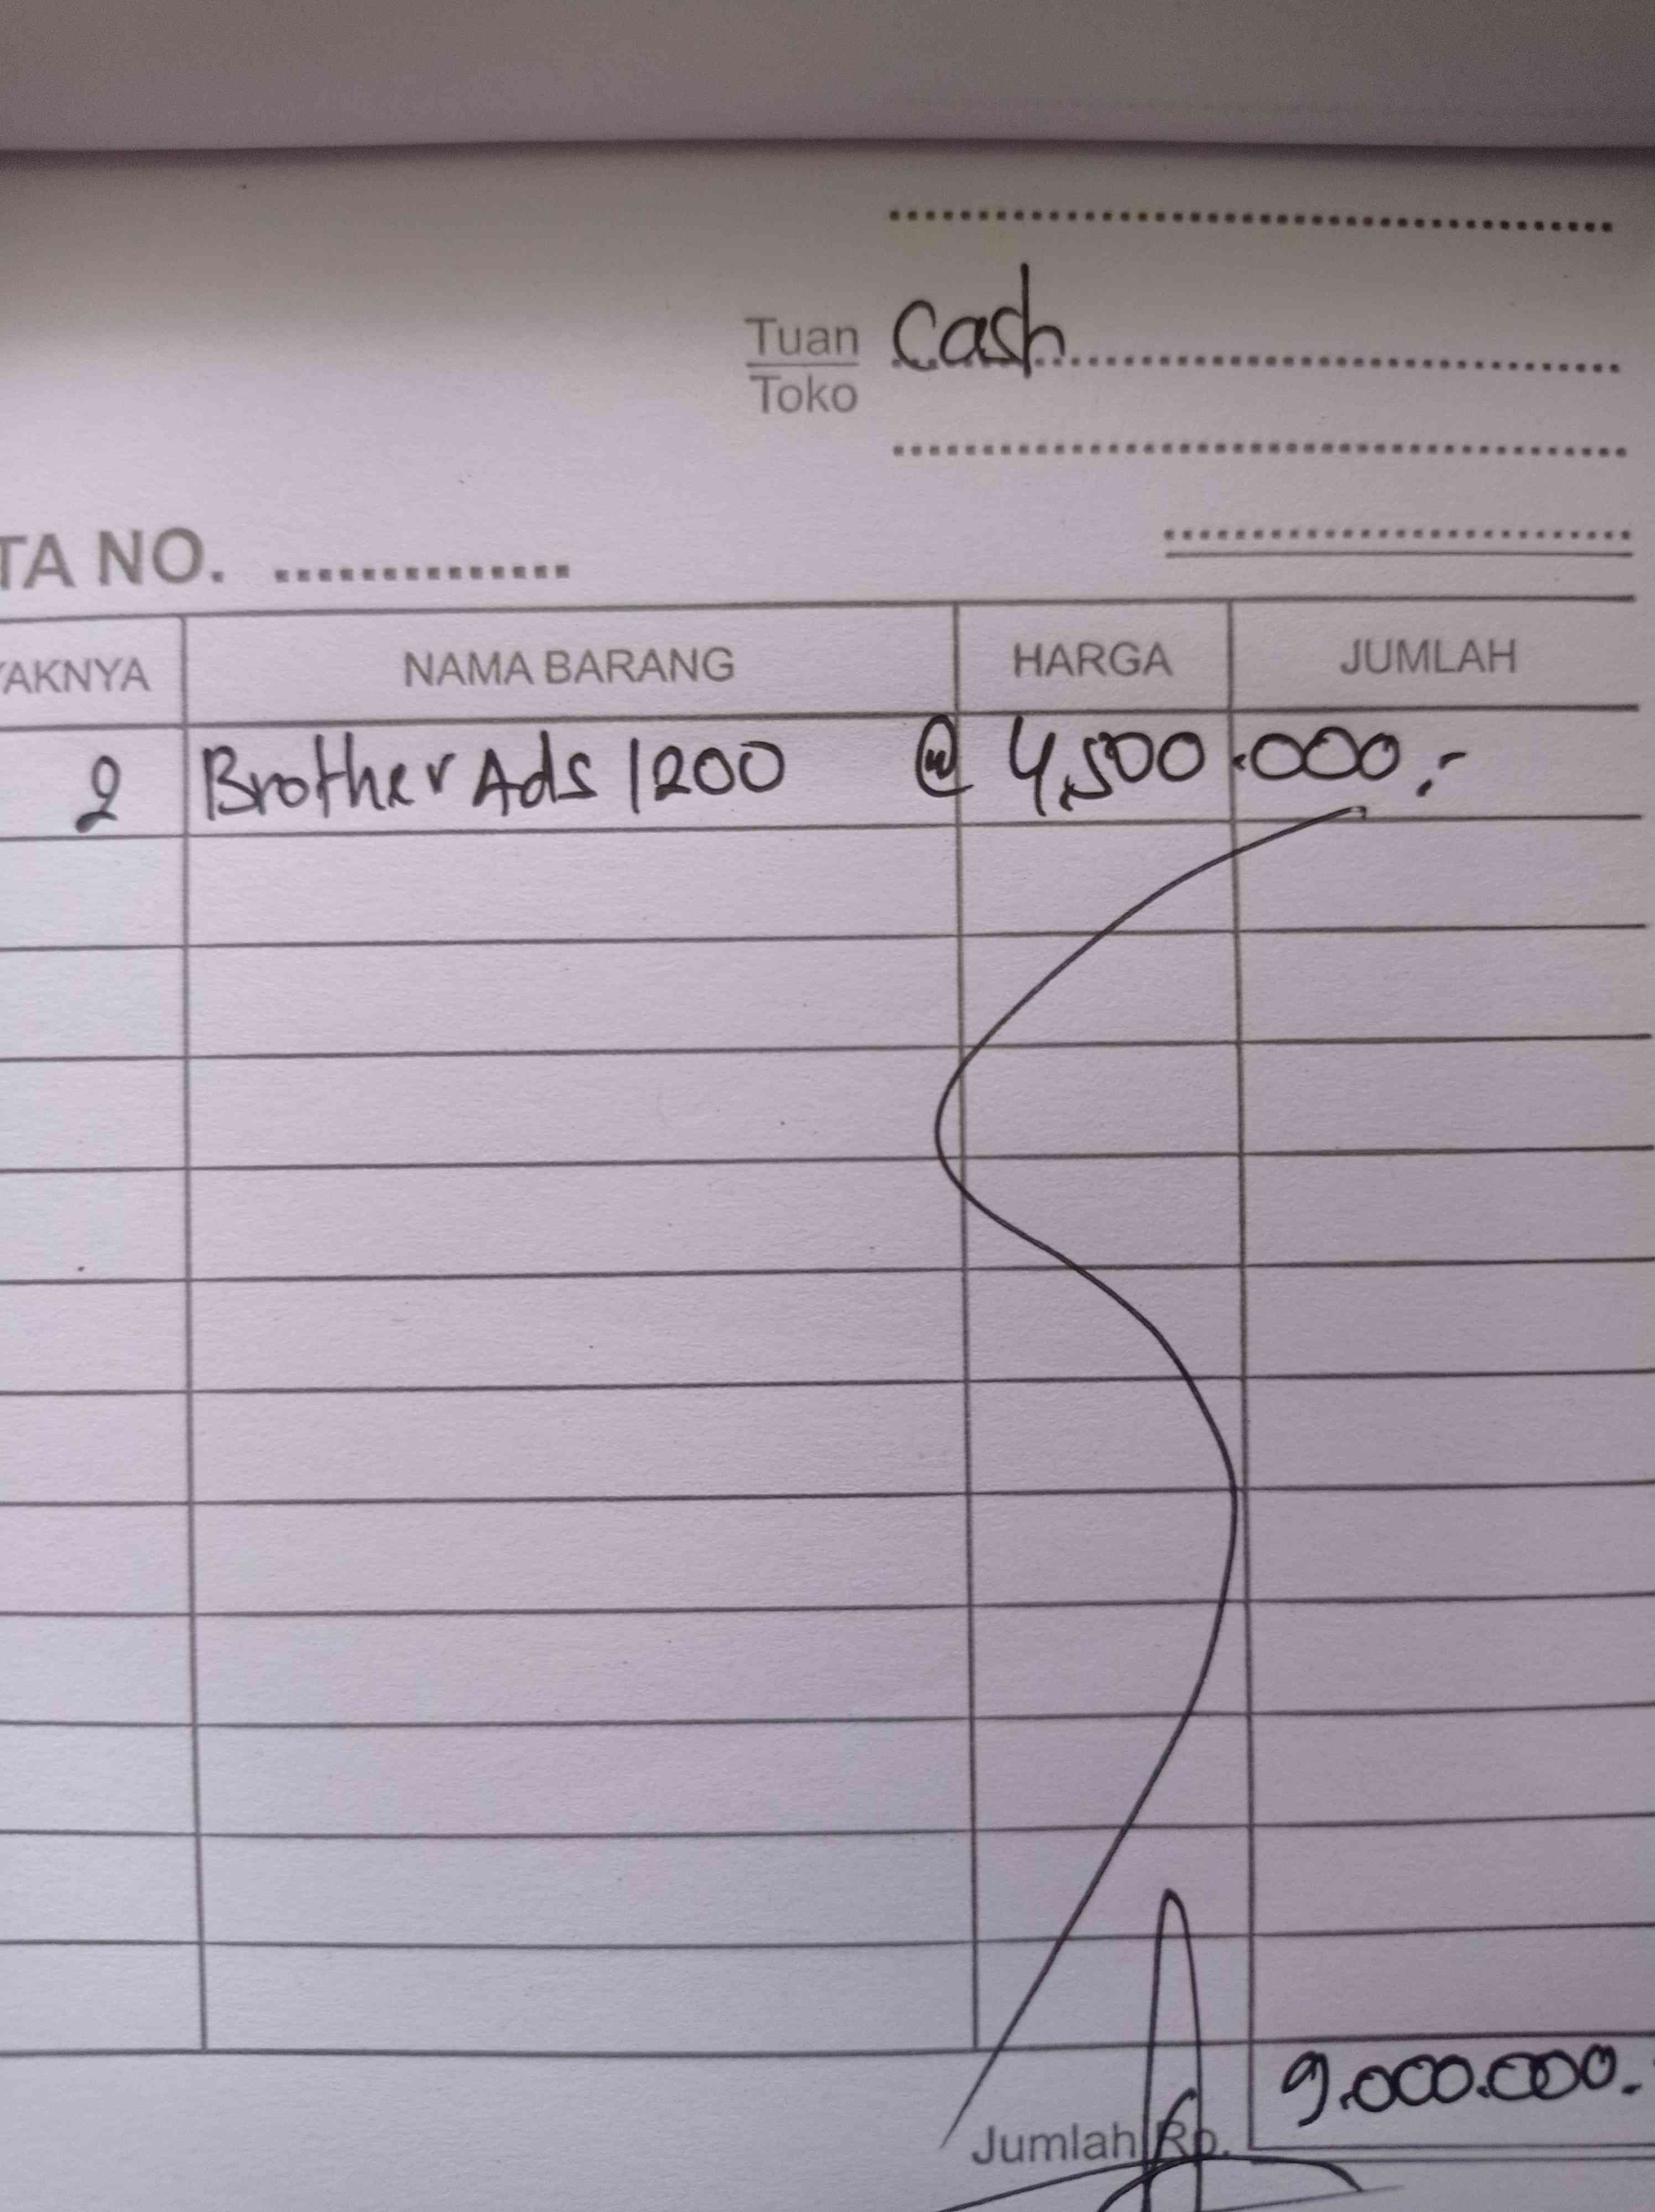 Cash
Tuan
Toko
TA NO.
YAKNYA NAMA BARANG HARGA JUMLAH
2 Brother Ads 1200 @ 4,500.000,-
Jumlah Rp. 9.000.000.-